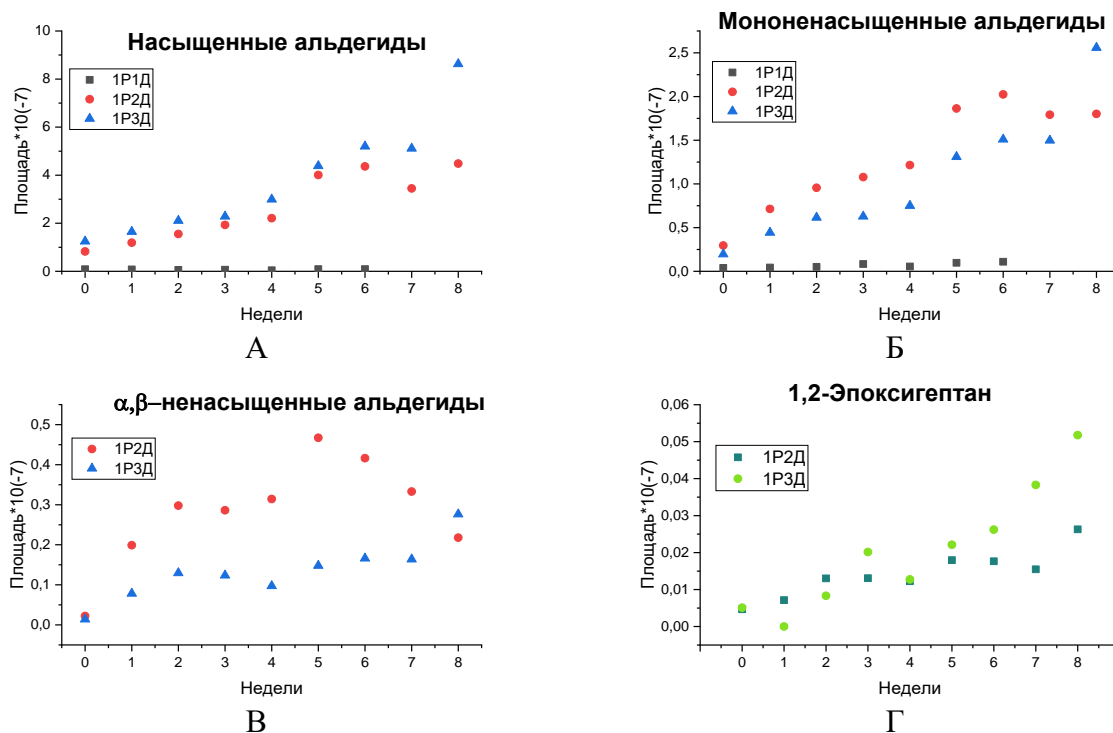 Насыщенные альдегиды
10
8
6
4
2
0
Площадь*10(-7)
1Р1Д
1Р2Д
1Р3Д
0 1 2 3 4 5 6 7 8
Недели
А
Мононенасыщенные альдегиды
2,5
2,0
1,5
1,0
0,5
0,0
Площадь*10(-7)
1Р1Д
1Р2Д
1Р3Д
0 1 2 3 4 5 6 7 8
Недели
Б
α,β–ненасыщенные альдегиды
0,5
0,4
0,3
0,2
0,1
0,0
Площадь*10(-7)
1Р2Д
1Р3Д
0 1 2 3 4 5 6 7 8
Недели
В
1,2-Эпоксигептан
0,06
0,05
0,04
0,03
0,02
0,01
0,00
Площадь*10(-7)
1Р2Д
1Р3Д
0 1 2 3 4 5 6 7 8
Недели
Г